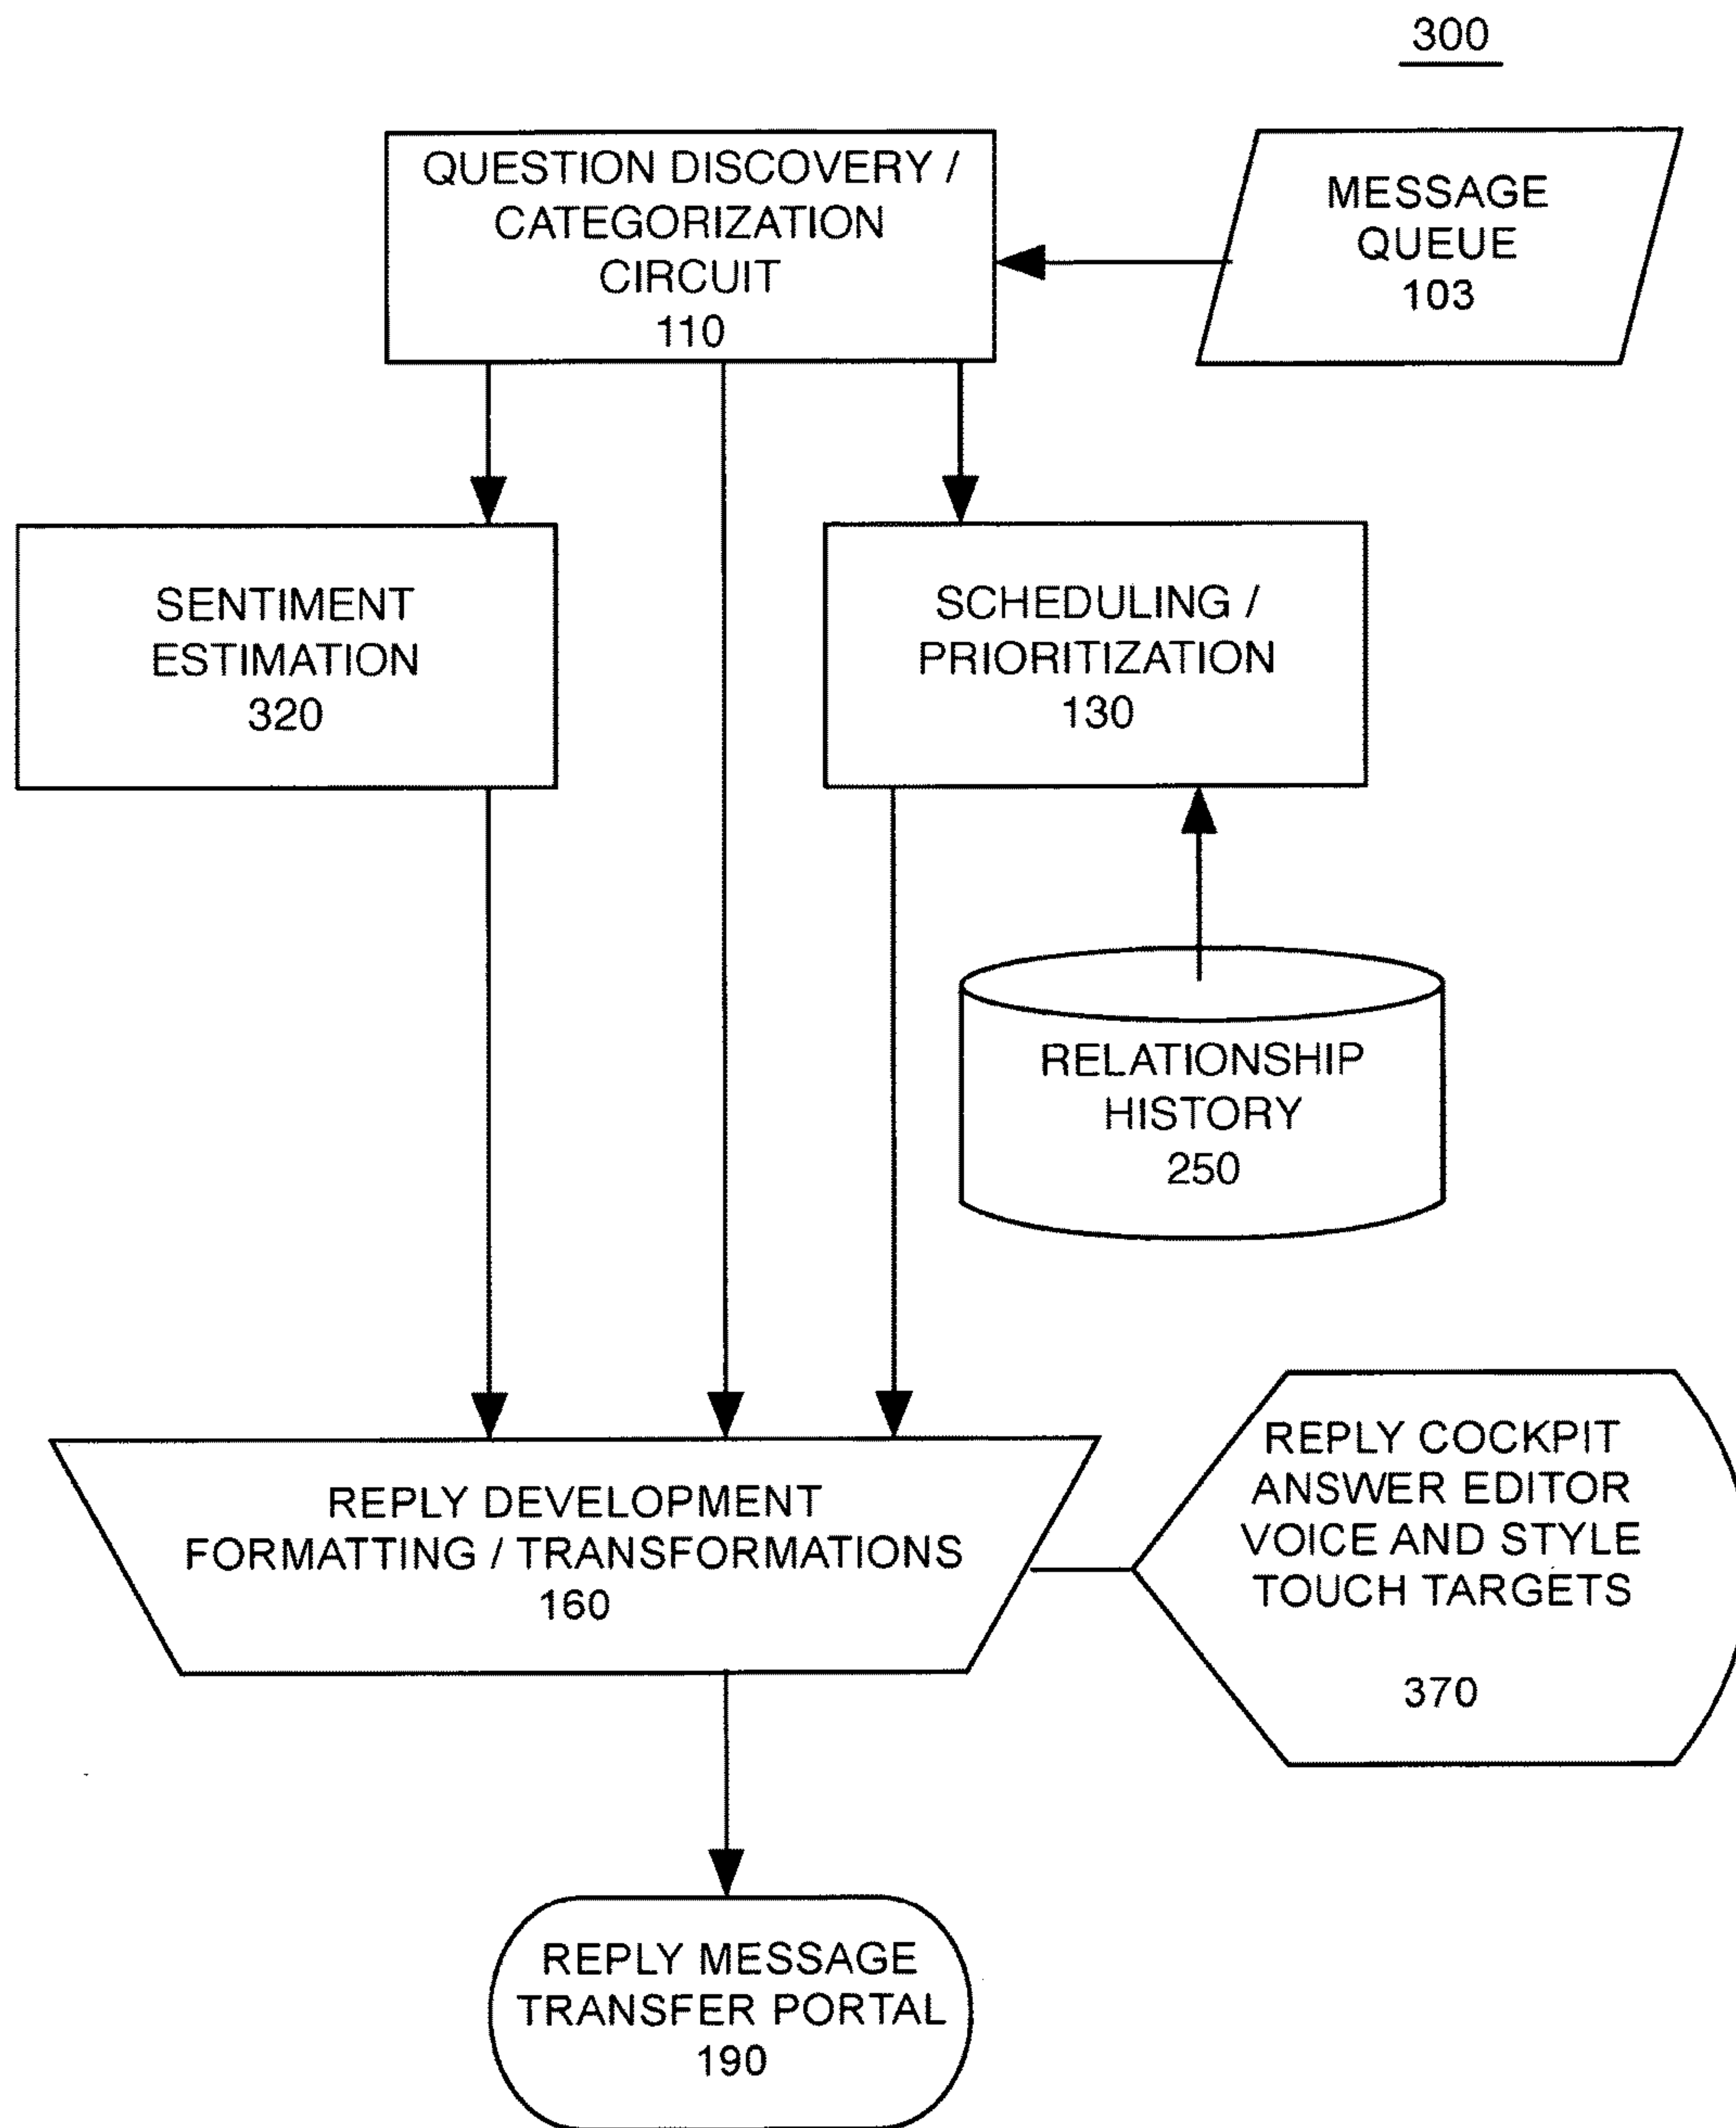 300
QUESTION DISCOVERY /
CATEGORIZATION
CIRCUIT
110
MESSAGE
QUEUE
103
SENTIMENT
ESTIMATION
320
SCHEDULING /
PRIORITIZATION
130
RELATIONSHIP
HISTORY
250
REPLY DEVELOPMENT
FORMATTING / TRANSFORMATIONS
160
REPLY COCKPIT
ANSWER EDITOR
VOICE AND STYLE
TOUCH TARGETS
370
REPLY MESSAGE
TRANSFER PORTAL
190